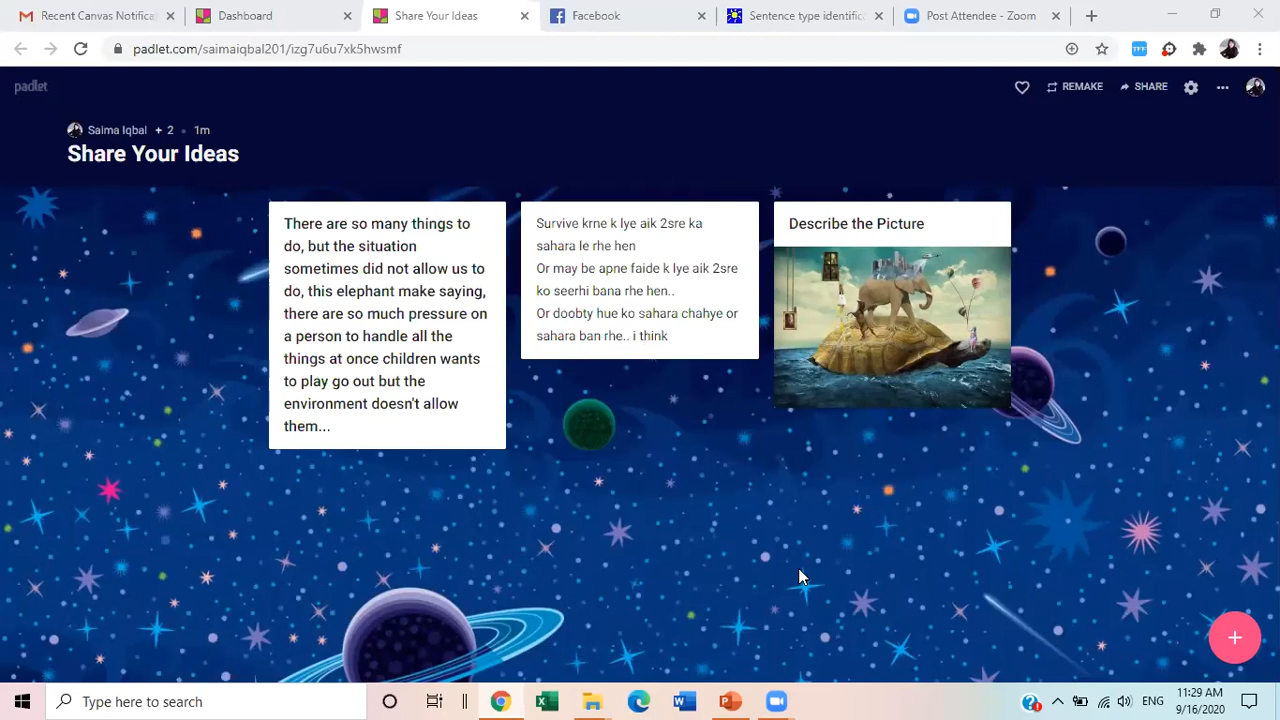 Recent Canvas Notificat
Dashboard
Share Your Ideas
Facebook
Sentence type identific
Post Attendee - Zoom
padlet.com/saimaiqbal201/izg7u6u7xk5hwsmf
TFF
padlet
REMAKE
SHARE
Saima Iqbal + 2 • 1m
Share Your Ideas
There are so many things to
do, but the situation
sometimes did not allow us to
do, this elephant make saying,
there are so much pressure on
a person to handle all the
things at once children wants
to play go out but the
environment doesn't allow
them...
Survive krne k lye aik 2sre ka
sahara le rhe hen
Or may be apne faide k lye aik 2sre
ko seerhi bana rhe hen..
Or doobty hue ko sahara chahye or
sahara ban rhe.. i think
Describe the Picture
Type here to search
ENG
11:29 AM
9/16/2020